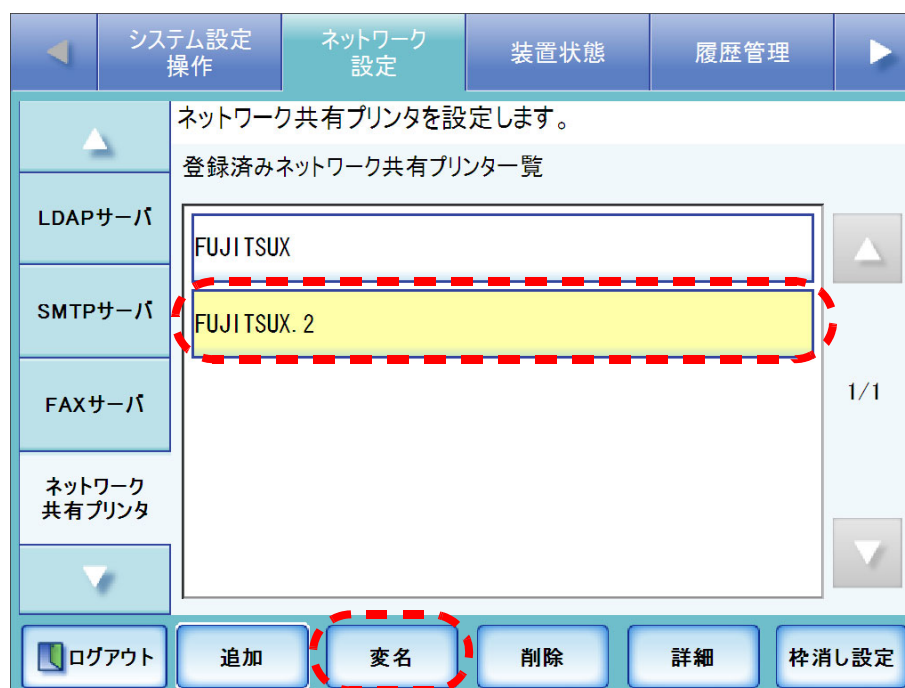 システム設定
操作
ネットワーク
設定
装置状態
履歴管理
ネットワーク共有プリンタを設定します。
登録済みネットワーク共有プリンター覧
LDAPサーバ
SMTPサーバ
FAXサーバ
ネットワーク
共有プリンタ
FUJITSUX
FUJITSUX.2
1/1
ログアウト
追加
変名
削除
詳細
枠消し設定